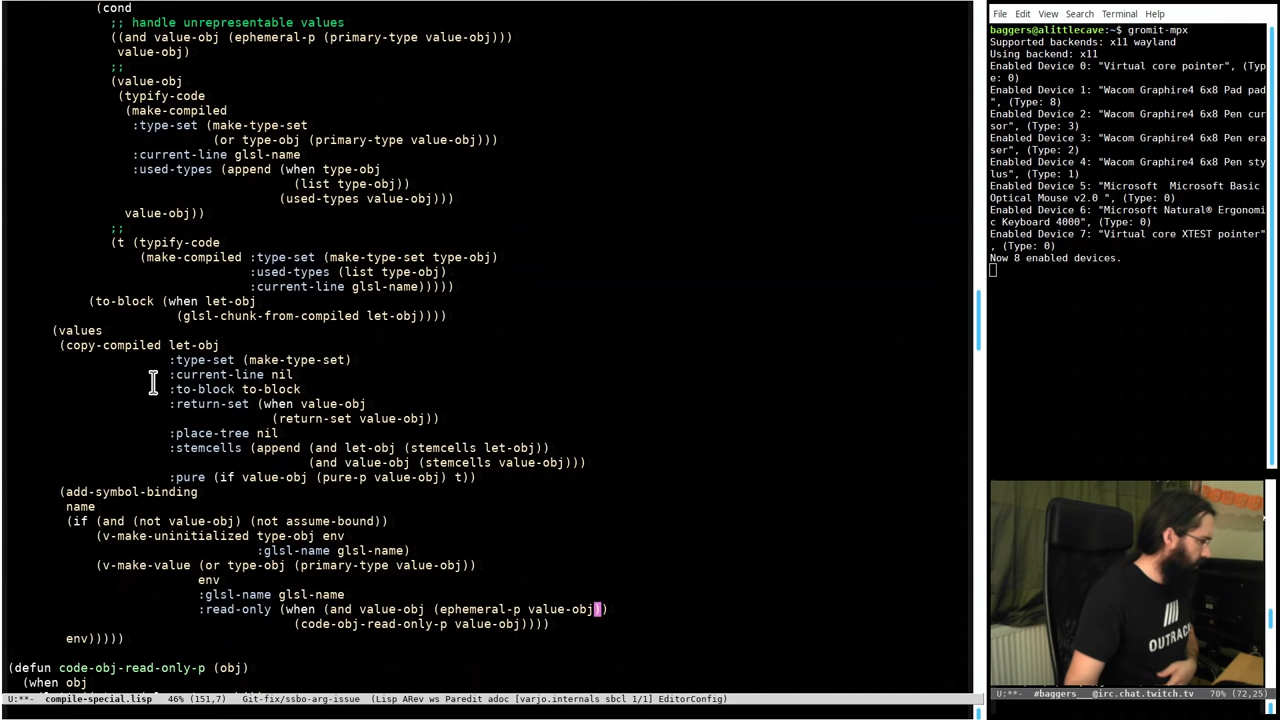 (cond
;; handle unrepresentable values
((and value-obj (ephemeral-p (primary-type value-obj)))
value-obj)
;;
(value-obj
(typify-code
(make-compiled
:type-set (make-type-set
(or type-obj (primary-type value-obj)))
:current-line glsl-name
:used-types (append (when type-obj
(list type-obj))
(used-types value-obj)))
value-obj))
;;
(t (typify-code
(make-compiled :type-set (make-type-set type-obj)
:used-types (list type-obj)
:current-line glsl-name)))))
(to-block (when let-obj
(glsl-chunk-from-compiled let-obj))))
(values
(copy-compiled let-obj
:type-set (make-type-set)
:current-line nil
:to-block to-block
:return-set (when value-obj
(return-set value-obj))
:place-tree nil
:stemcells (append (and let-obj (stemcells let-obj))
(and value-obj (stemcells value-obj)))
:pure (if value-obj (pure-p value-obj) t))
(add-symbol-binding
name
(if (and (not value-obj) (not assume-bound))
(v-make-uninitialized type-obj env
:glsl-name glsl-name)
(v-make-value (or type-obj (primary-type value-obj))
env
:glsl-name glsl-name
:read-only (when (and value-obj (ephemeral-p value-obj))
(code-obj-read-only-p value-obj))))
env)))))
(defun code-obj-read-only-p (obj)
(when obj
U:**- compile-special.lisp 46% (151,7) Git-fix/ssbo-arg-issue (Lisp ARev ws Paredit adoc [varjo.internals sbcl 1/1] EditorConfig)
File Edit View Search Terminal Help
baggers@alittlecave:~$ gromit-mpx
Supported backends: x11 wayland
Using backend: x11
Enabled Device 0: "Virtual core pointer", (Typ
e: 0)
Enabled Device 1: "Wacom Graphire4 6x8 Pad pad
", (Type: 8)
Enabled Device 2: "Wacom Graphire4 6x8 Pen cur
sor", (Type: 3)
Enabled Device 3: "Wacom Graphire4 6x8 Pen era
ser", (Type: 2)
Enabled Device 4: "Wacom Graphire4 6x8 Pen sty
lus", (Type: 1)
Enabled Device 5: "Microsoft  Microsoft Basic
Optical Mouse v2.0 ", (Type: 0)
Enabled Device 6: "Microsoft Natural® Ergonomi
c Keyboard 4000", (Type: 0)
Enabled Device 7: "Virtual core XTEST pointer"
, (Type: 0)
Now 8 enabled devices.
OUTRACK
U:**- #baggers___@irc.chat.twitch.tv 70% (72,25)